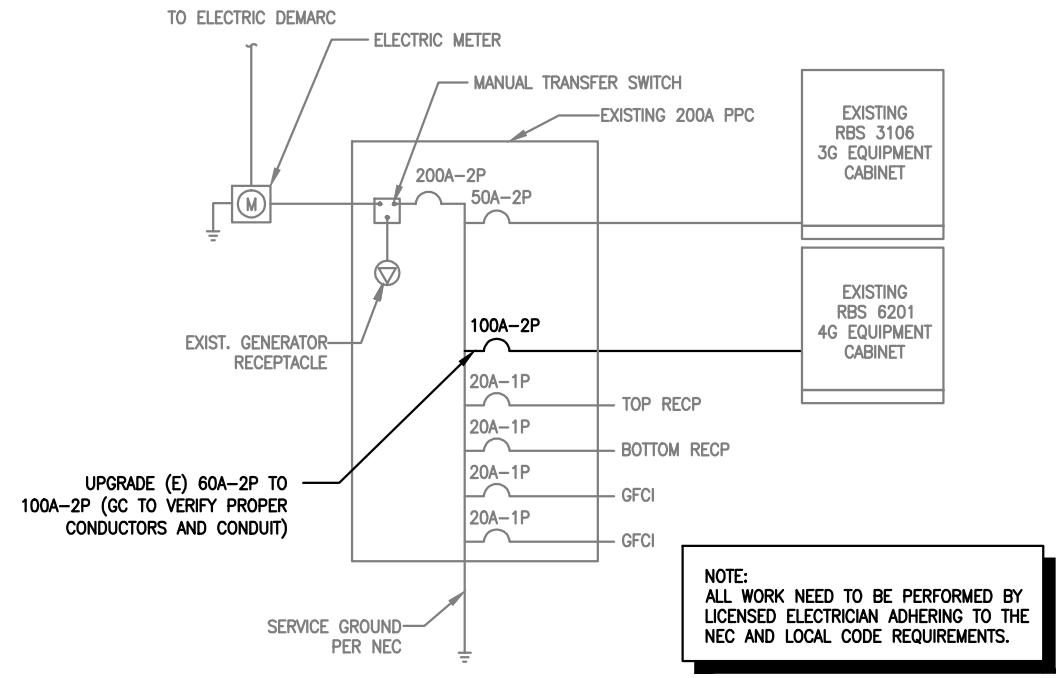 TO ELECTRIC DEMARC
ELECTRIC METER
MANUAL TRANSFER SWITCH
EXISTING 200A PPC
EXISTING
RBS 3106
3G EQUIPMENT
CABINET
200A-2P
50A-2P
M
EXISTING
RBS 6201
4G EQUIPMENT
CABINET
100A-2P
EXIST. GENERATOR
RECEPTACLE
20A-1P
TOP RECP
20A-1P
BOTTOM RECP
20A-1P
GFCI
20A-1P
GFCI
UPGRADE (E) 60A-2P TO
100A-2P (GC TO VERIFY PROPER
CONDUCTORS AND CONDUIT)
SERVICE GROUND
PER NEC
NOTE:
ALL WORK NEED TO BE PERFORMED BY
LICENSED ELECTRICIAN ADHERING TO THE
NEC AND LOCAL CODE REQUIREMENTS.